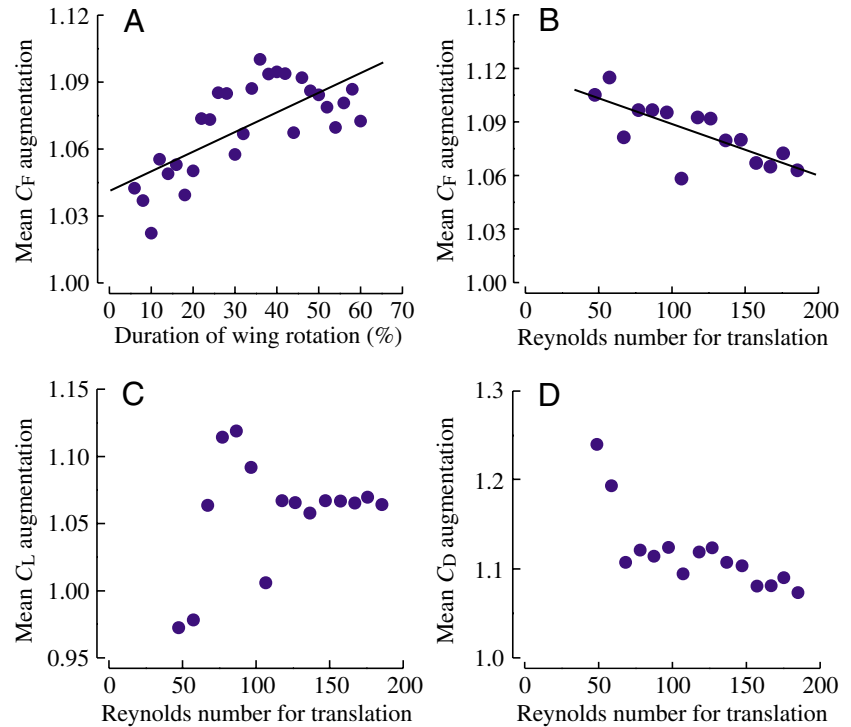 A
Mean CF augmentation
1.12
1.09
1.06
1.03
1.00
0 10 20 30 40 50 60 70
Duration of wing rotation (%)
B
Mean CF augmentation
1.15
1.12
1.09
1.06
1.03
1.00
0 50 100 150 200
Reynolds number for translation
C
Mean CL augmentation
1.15
1.10
1.05
1.00
0.95
0 50 100 150 200
Reynolds number for translation
D
Mean CD augmentation
1.3
1.2
1.1
1.0
0 50 100 150 200
Reynolds number for translation